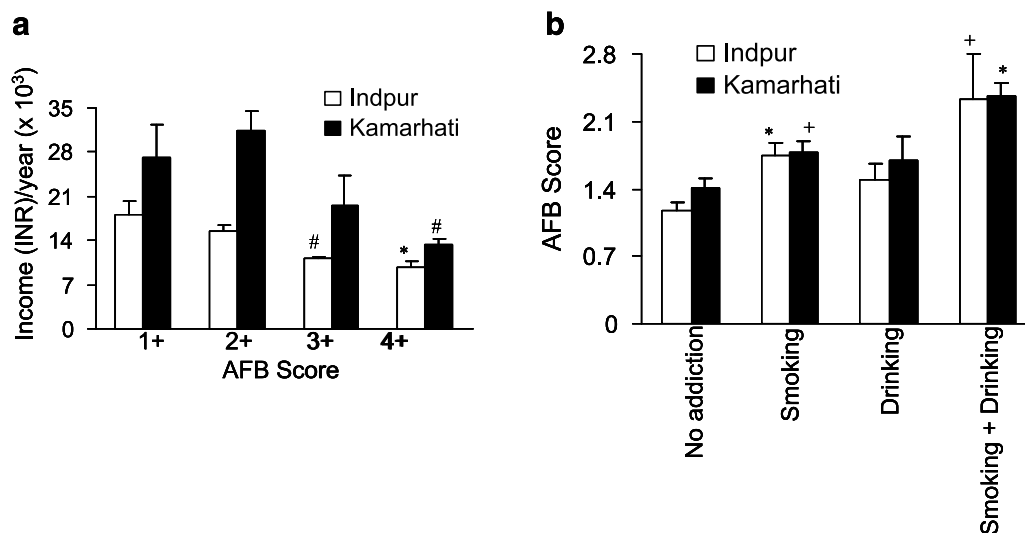 a
Income (INR)/year (x 10³)
35
28
21
14
7
0
Indpur
Kamarhati
#
*
#
1+ 2+ 3+ 4+
AFB Score
b
AFB Score
2.8
2.1
1.4
0.7
0
Indpur
Kamarhati
*
+
+
*
No addiction
Smoking
Drinking
Smoking + Drinking